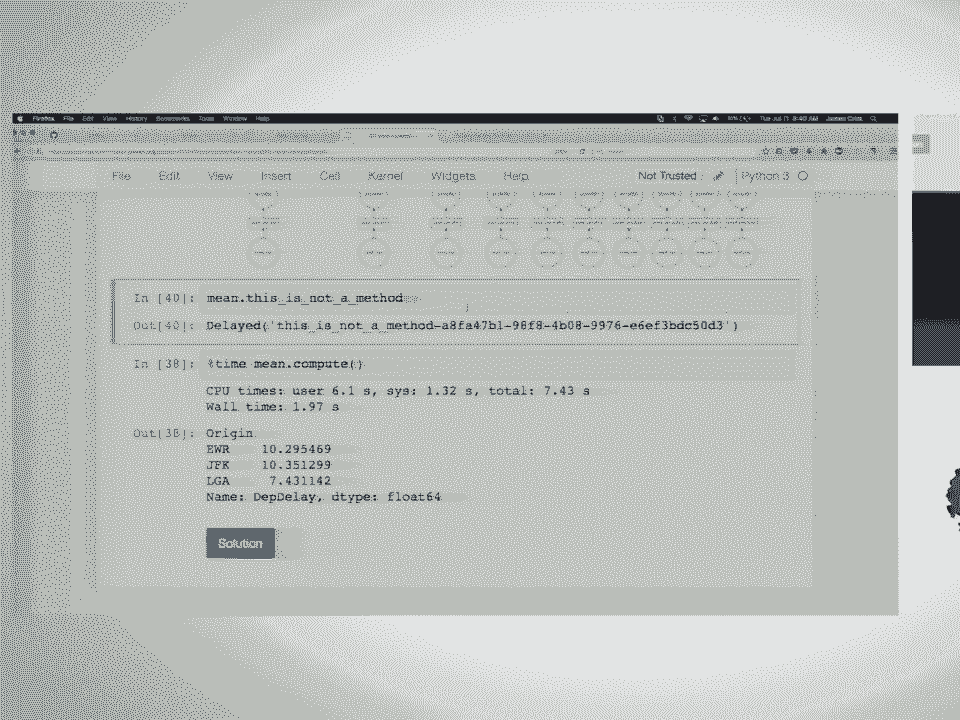 Firefox File Edit View History Bookmarks Tools Window Help
File Edit View Insert Cell Kernel Widgets Help Not Trusted Python 3
In [40]: mean.this_is_not_a_method
Out[40]: Delayed('this_is_not_a_method-a8fa47b1-98f8-4b08-9976-e6ef3bdc50d3')
In [38]: %time mean.compute()
CPU times: user 6.1 s, sys: 1.32 s, total: 7.43 s
Wall time: 1.97 s
Out[38]: Origin
EWR 10.295469
JFK 10.351299
LGA 7.431142
Name: DepDelay, dtype: float64
Solution